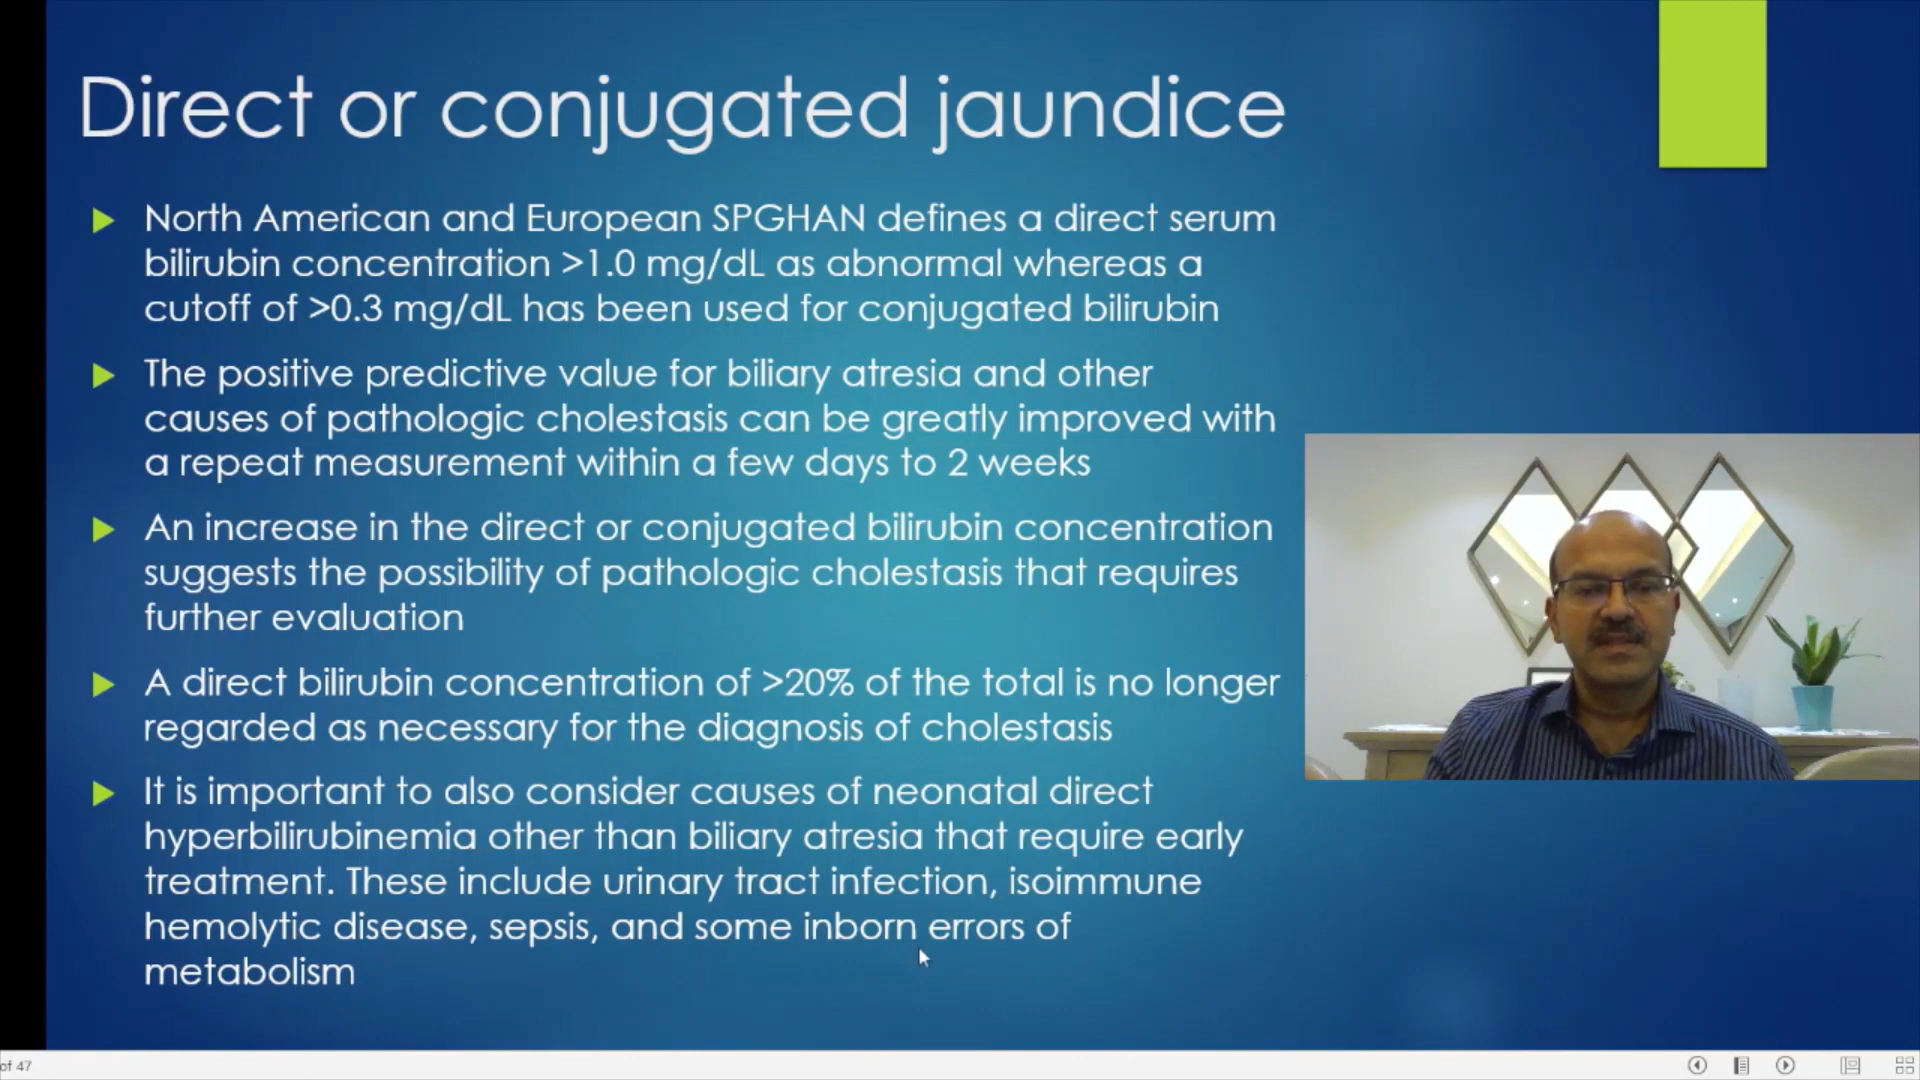 Direct or conjugated jaundice
North American and European SPGHAN defines a direct serum
bilirubin concentration >1.0 mg/dL as abnormal whereas a
cutoff of >0.3 mg/dL has been used for conjugated bilirubin
The positive predictive value for biliary atresia and other
causes of pathologic cholestasis can be greatly improved with
a repeat measurement within a few days to 2 weeks
An increase in the direct or conjugated bilirubin concentration
suggests the possibility of pathologic cholestasis that requires
further evaluation
A direct bilirubin concentration of >20% of the total is no longer
regarded as necessary for the diagnosis of cholestasis
It is important to also consider causes of neonatal direct
hyperbilirubinemia other than biliary atresia that require early
treatment. These include urinary tract infection, isoimmune
hemolytic disease, sepsis, and some inborn errors of
metabolism
of 47